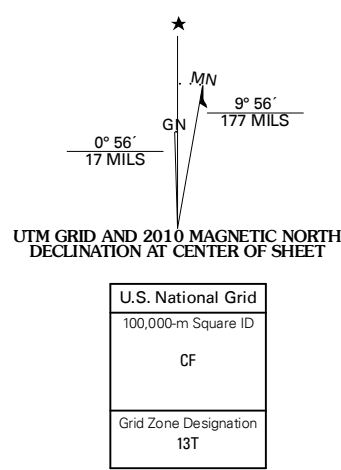 MN
GN
9° 56´
177 MILS
0° 56´
17 MILS
UTM GRID AND 2010 MAGNETIC NORTH
DECLINATION AT CENTER OF SHEET
U.S. National Grid
100,000-m Square ID
CF
Grid Zone Designation
13T